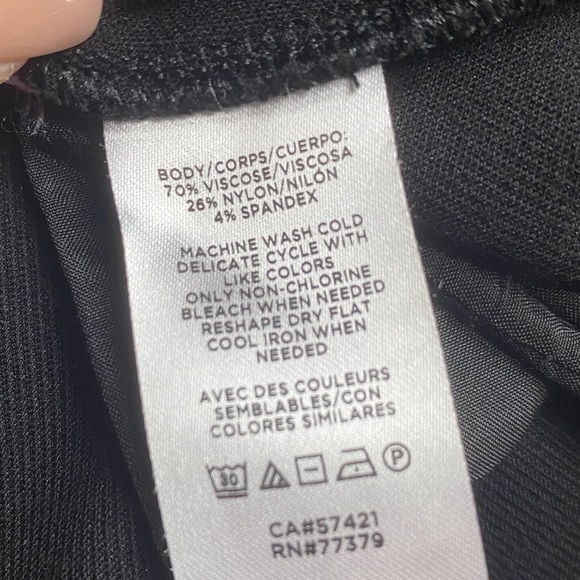 BODY/CORPS/CUERPO:
70% VISCOSE/VISCOSA
26% NYLON/NILÓN
4% SPANDEX
MACHINE WASH COLD
DELICATE CYCLE WITH
LIKE COLORS
ONLY NON-CHLORINE
BLEACH WHEN NEEDED
RESHAPE DRY FLAT
COOL IRON WHEN
NEEDED
AVEC DES COULEURS
SEMBLABLES/CON
COLORES SIMILARES
30 P
CA#57421
RN#77379